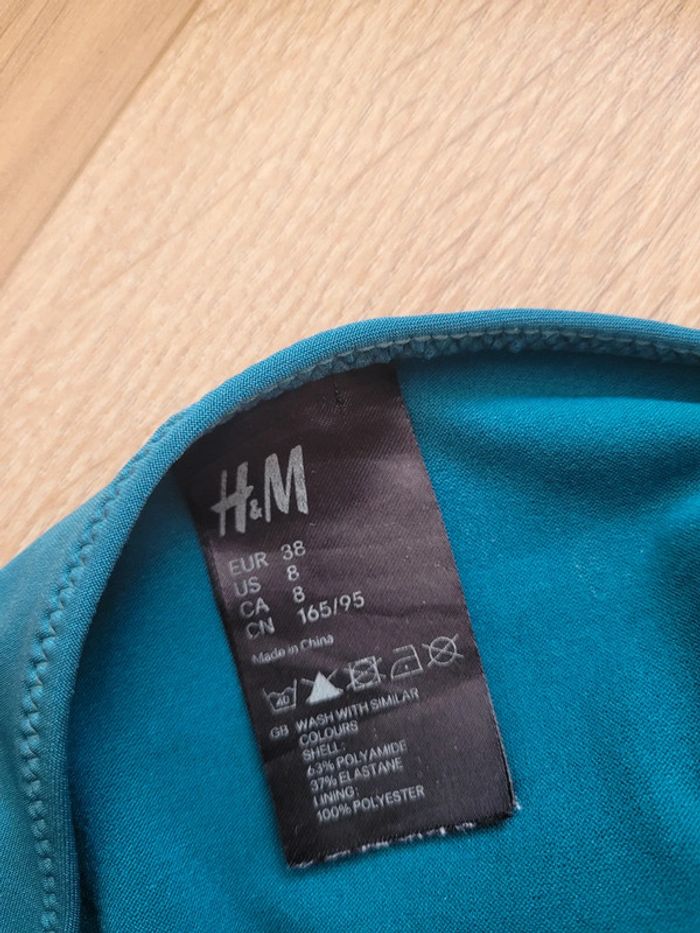 H&M
EUR 38
US 8
CA 8
CN 165/95
Made in China
40
GB WASH WITH SIMILAR
COLOURS
SHELL:
63% POLYAMIDE
37% ELASTANE
LINING:
100% POLYESTER